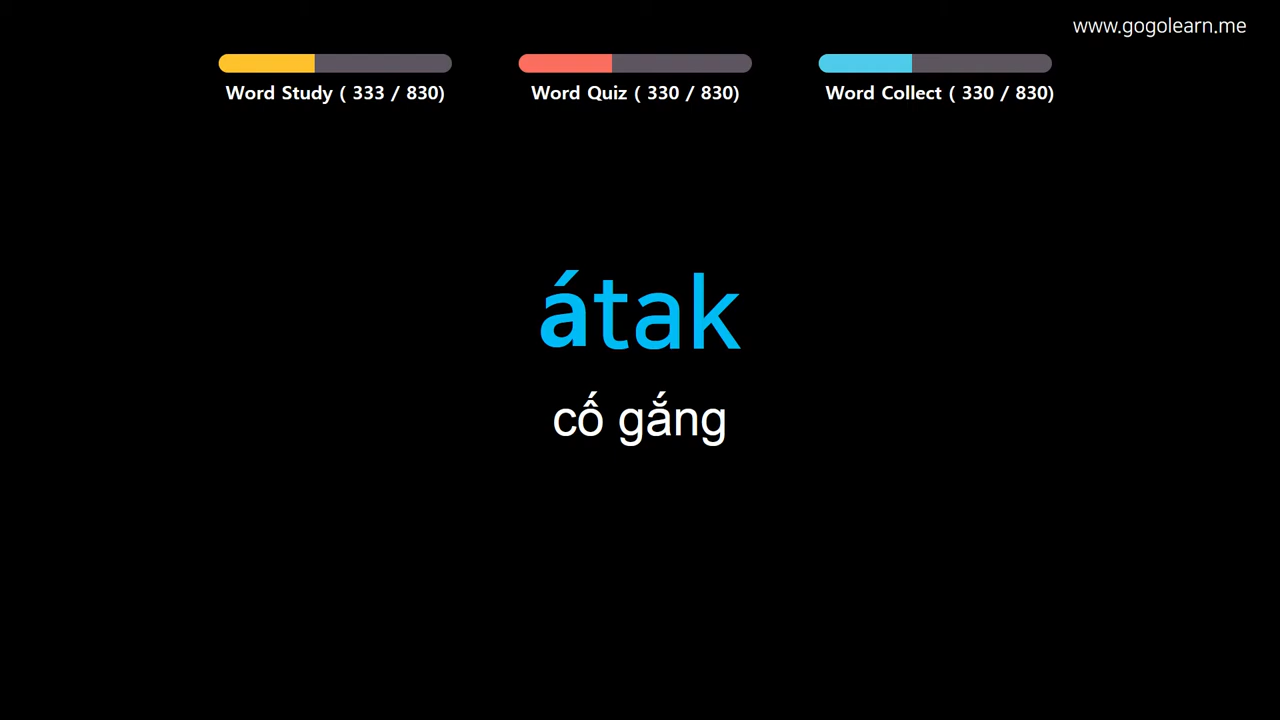 www.gogolearn.me
Word Study ( 333 / 830)
Word Quiz ( 330 / 830)
Word Collect ( 330 / 830)
átak
cố gắng